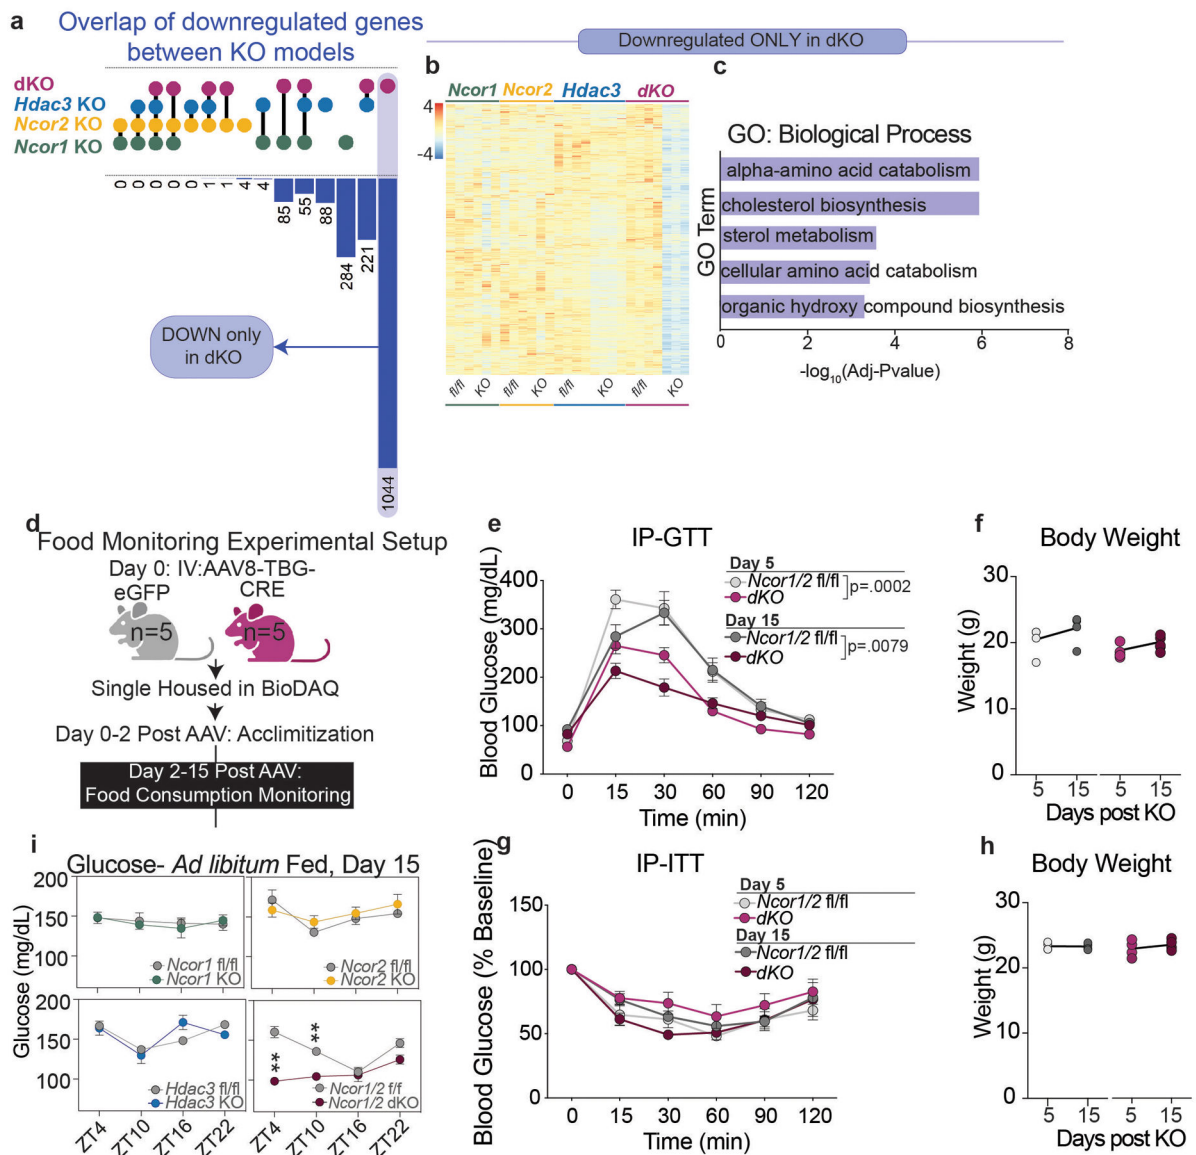 a
Overlap of downregulated genes
between KO models
dKO
Hdac3 KO
Ncor2 KO
Ncor1 KO
0 0 0 0 0 1 1 4 4 85 55 88 284 221 1044
DOWN only
in dKO
Downregulated ONLY in dKO
b
Ncor1 Ncor2 Hdac3 dKO
4
-4
fl/fl KO fl/fl KO fl/fl KO fl/fl KO
c
GO: Biological Process
GO Term
alpha-amino acid catabolism
cholesterol biosynthesis
sterol metabolism
cellular amino acid catabolism
organic hydroxy compound biosynthesis
0 2 4 6 8
-log10(Adj-Pvalue)
d
Food Monitoring Experimental Setup
Day 0: IV:AAV8-TBG-
eGFP CRE
n=5 n=5
Single Housed in BioDAQ
Day 0-2 Post AAV: Acclimitization
Day 2-15 Post AAV:
Food Consumption Monitoring
e
IP-GTT
Blood Glucose (mg/dL)
400
300
200
100
0
0 15 30 60 90 120
Time (min)
Day 5
Ncor1/2 fl/fl
dKO
p=.0002
Day 15
Ncor1/2 fl/fl
dKO
p=.0079
f
Body Weight
Weight (g)
30
20
10
0
5 15 5 15
Days post KO
i
Glucose- Ad libitum Fed, Day 15
Glucose (mg/dL)
200
150
100
Ncor1 fl/fl
Ncor1 KO
Ncor2 fl/fl
Ncor2 KO
200
150
100
Hdac3 fl/fl
Hdac3 KO
**
**
Ncor1/2 f/f
Ncor1/2 dKO
ZT4 ZT10 ZT16 ZT22 ZT4 ZT10 ZT16 ZT22
g
IP-ITT
Blood Glucose (% Baseline)
150
100
50
0
0 15 30 60 90 120
Time (min)
Day 5
Ncor1/2 fl/fl
dKO
Day 15
Ncor1/2 fl/fl
dKO
h
Body Weight
Weight (g)
30
20
10
0
5 15 5 15
Days post KO